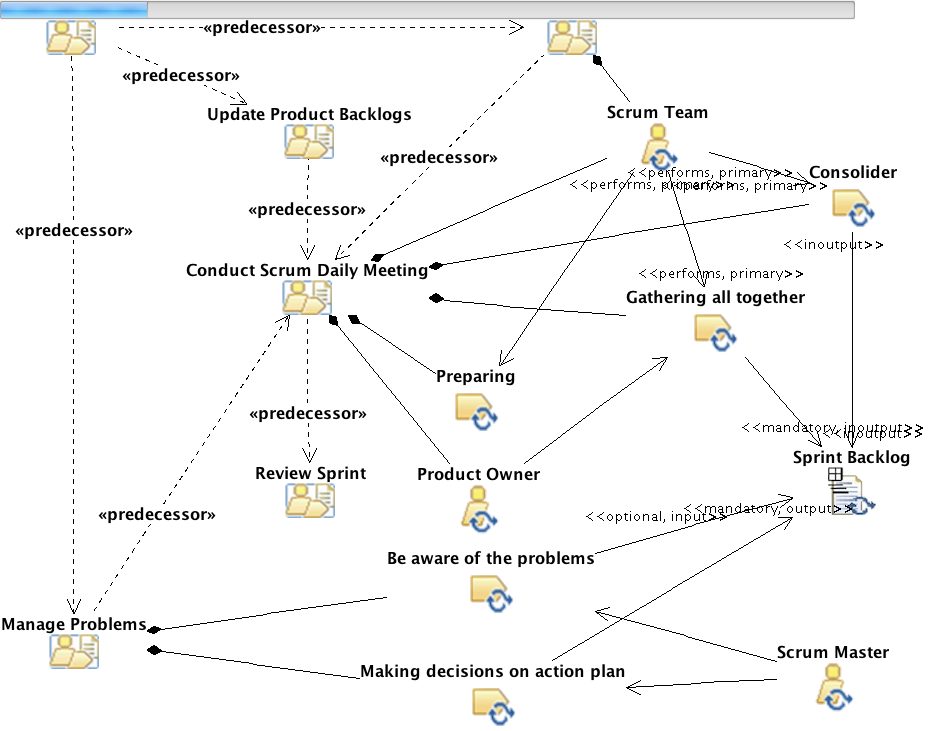 «predecessor»
«predecessor»
Update Product Backlogs
Scrum Team
«predecessor»
<<performs, primary>>
Consolider
<<performs, primary>>
<<performs, primary>>
«predecessor»
«predecessor»
<<inoutput>>
Conduct Scrum Daily Meeting
<<performs, primary>>
Gathering all together
Preparing
«predecessor»
<<mandatory, inoutput>>
<<inoutput>>
Sprint Backlog
Review Sprint
Product Owner
«predecessor»
<<mandatory, output>>
<<optional, input>>
Be aware of the problems
Manage Problems
Scrum Master
Making decisions on action plan